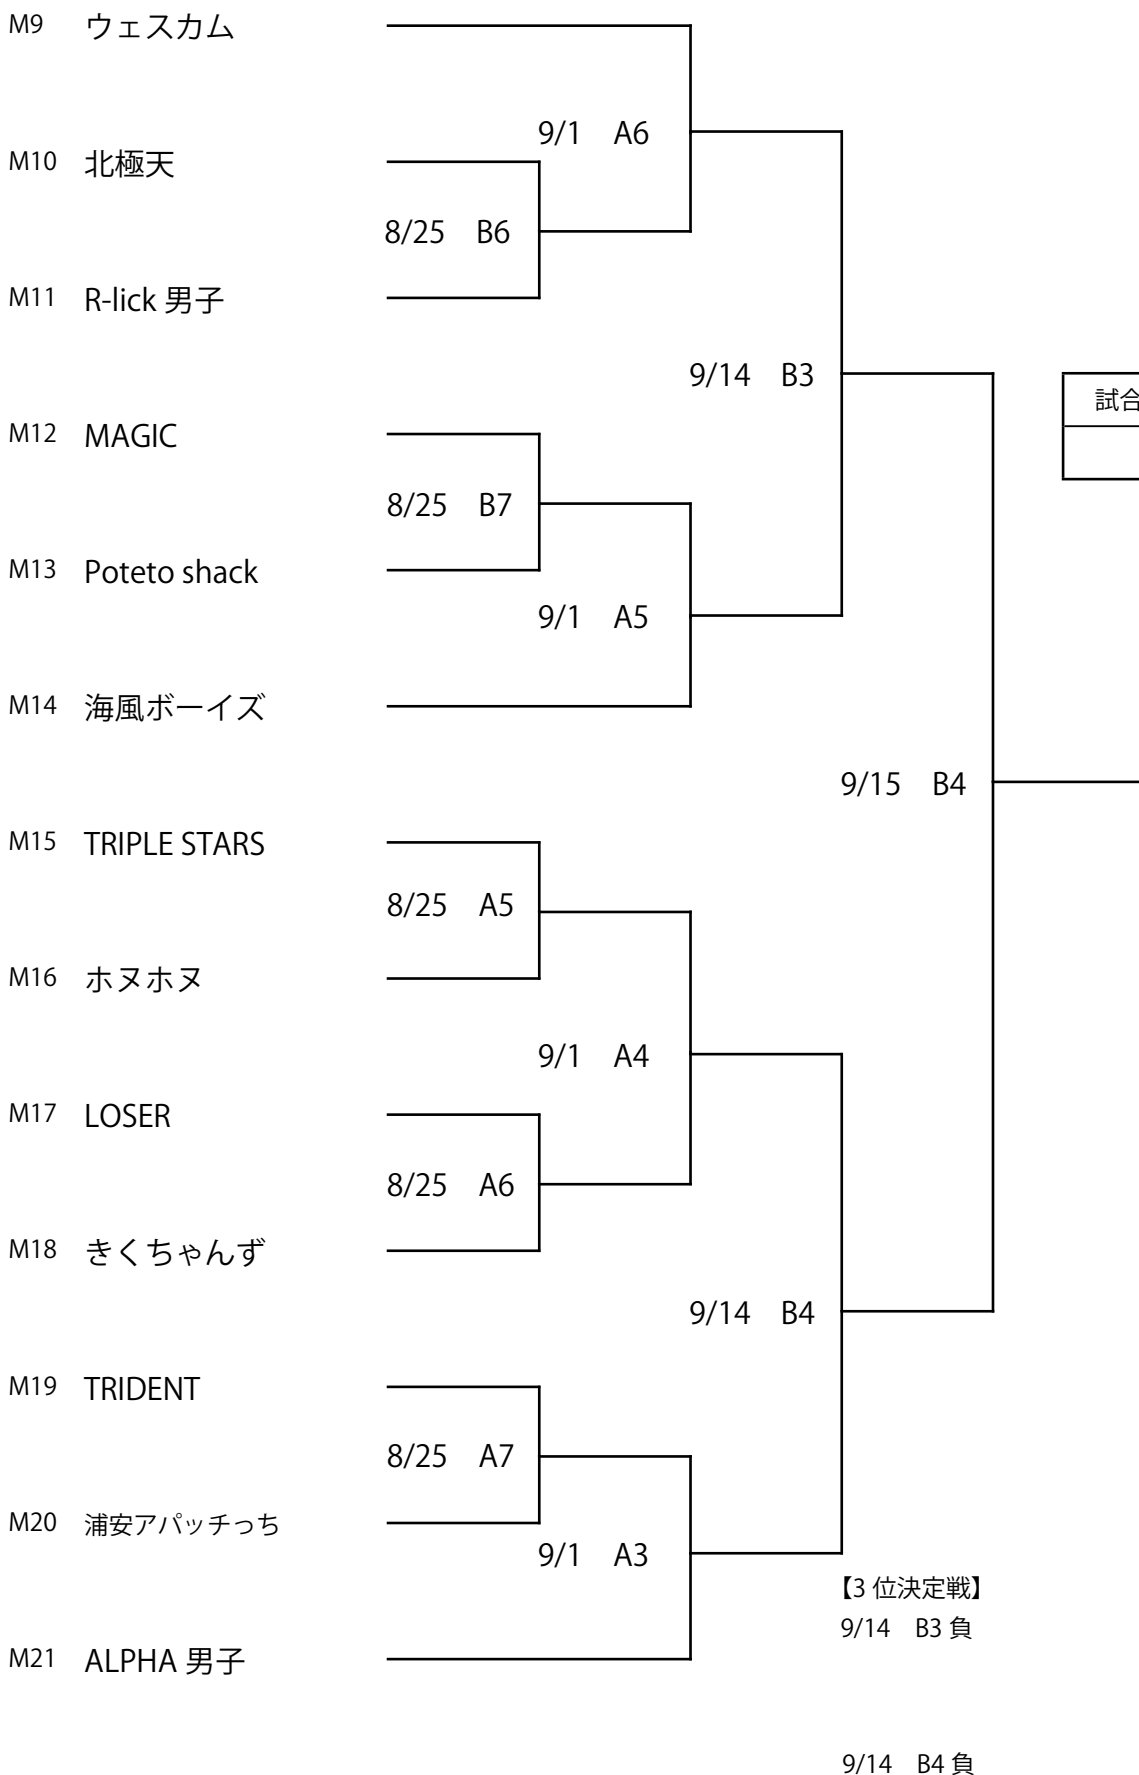 M9 ウェスカム
9/1 A6
M10 北極天
8/25 B6
M11 R-lick 男子
9/14 B3
試合
M12 MAGIC
8/25 B7
M13 Poteto shack
9/1 A5
M14 海風ボーイズ
9/15 B4
M15 TRIPLE STARS
8/25 A5
M16 ホヌホヌ
9/1 A4
M17 LOSER
8/25 A6
M18 きくちゃんず
9/14 B4
M19 TRIDENT
8/25 A7
M20 浦安アパッチっち
9/1 A3
【3 位決定戦】
9/14 B3 負
M21 ALPHA 男子
9/14 B4 負